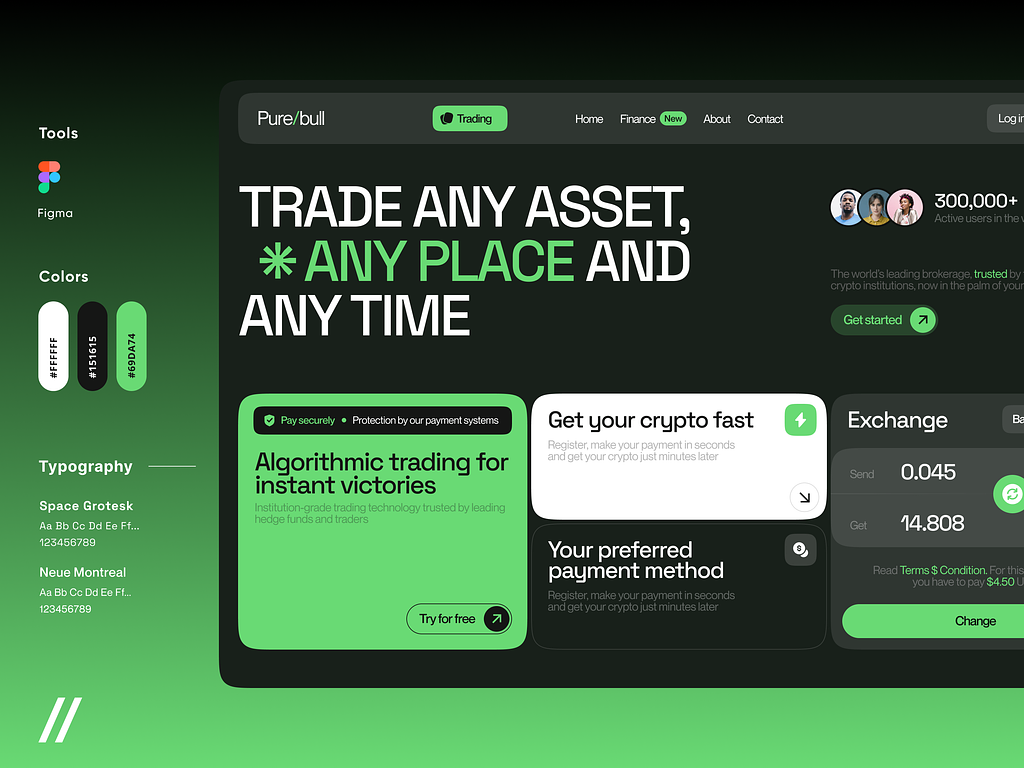 Tools
Figma
Colors
#FFFFFF
#151615
#69DA74
Typography
Space Grotesk
Aa Bb Cc Dd Ee Ff...
123456789
Neue Montreal
Aa Bb Cc Dd Ee Ff...
123456789
Pure/bull
Trading
Home
Finance
New
About
Contact
Log in
TRADE ANY ASSET,
ANY PLACE AND
ANY TIME
300,000+
Active users in the
The world's leading brokerage, trusted by
crypto institutions, now in the palm of your
Get started
Pay securely
Protection by our payment systems
Algorithmic trading for
instant victories
Institution-grade trading technology trusted by leading
hedge funds and traders
Try for free
Get your crypto fast
Register, make your payment in seconds
and get your crypto just minutes later
Your preferred
payment method
Register, make your payment in seconds
and get your crypto just minutes later
Exchange
Send
0.045
Get
14.808
Read Terms $ Condition. For this
you have to pay $4.50
Change